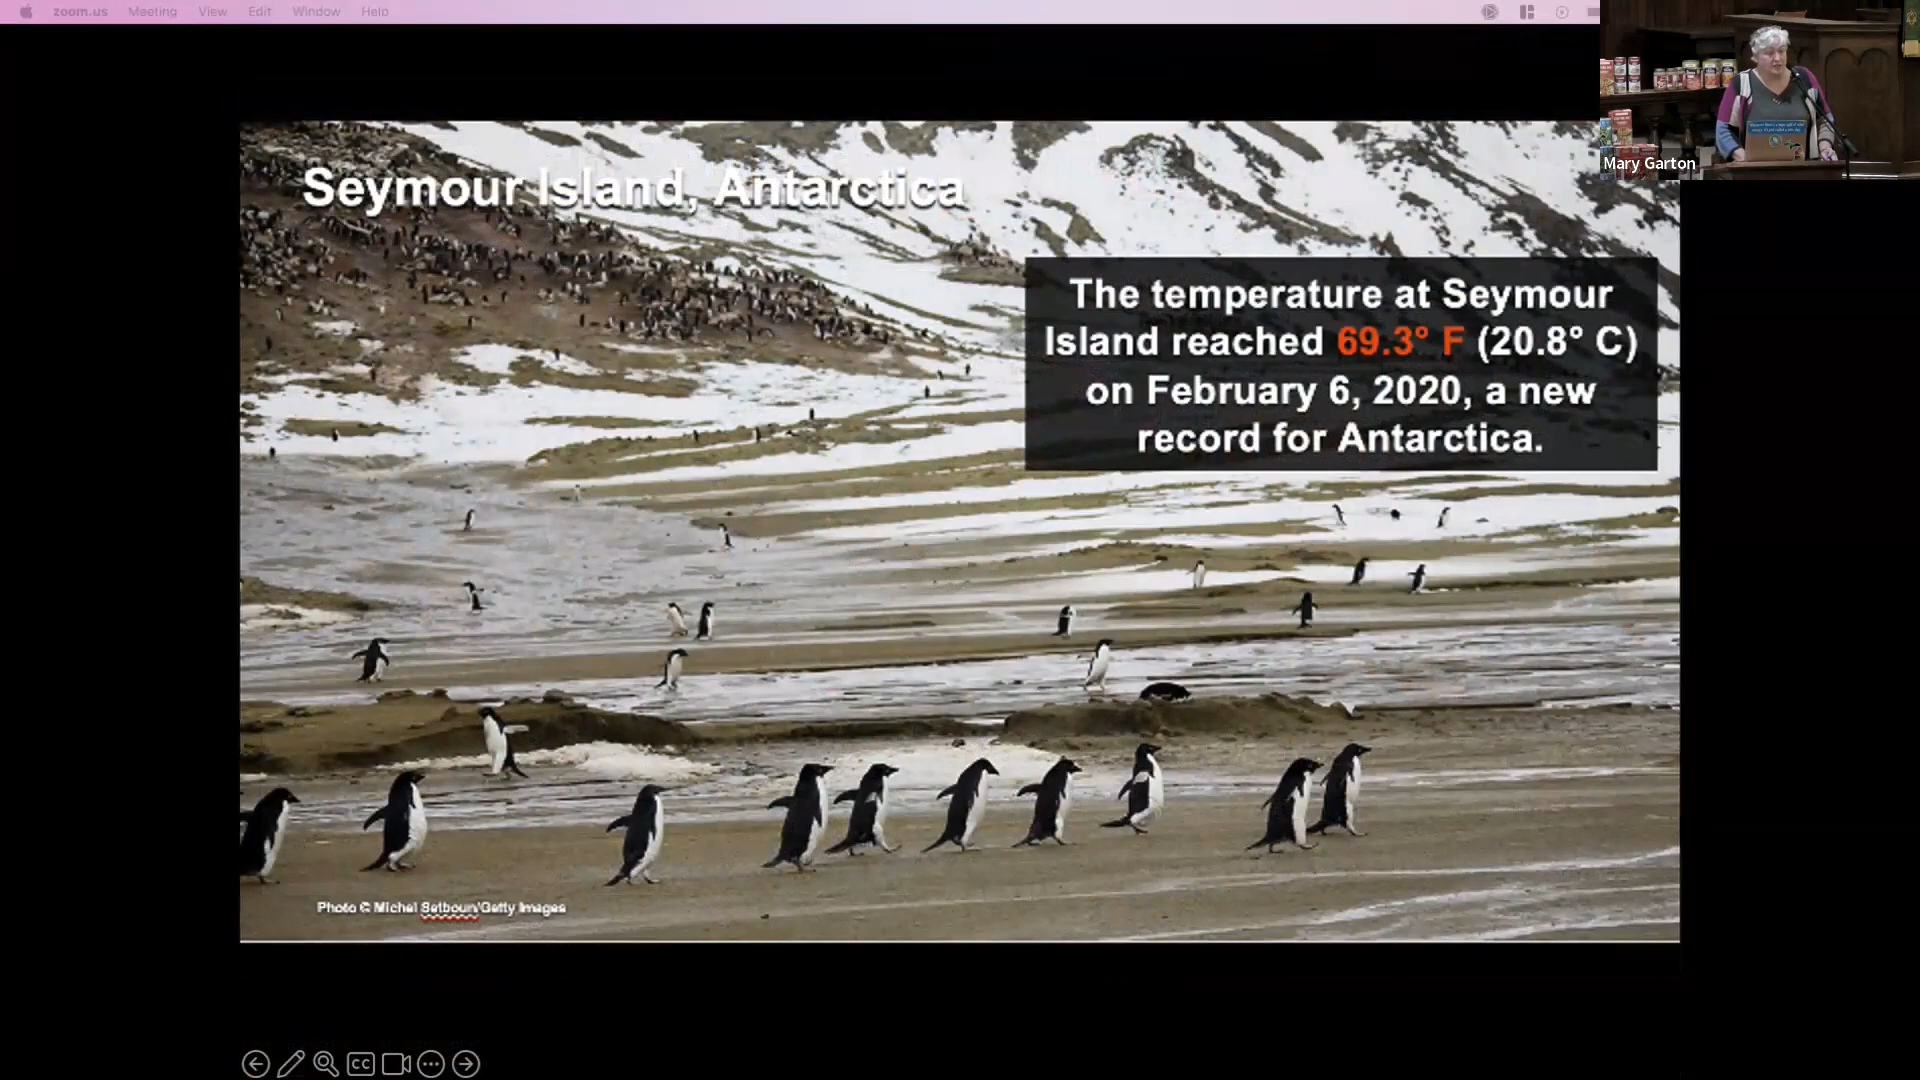 zoom.us Meeting View Edit Window Help
Mary Garton
Seymour Island, Antarctica
The temperature at Seymour
Island reached 69.3° F (20.8° C)
on February 6, 2020, a new
record for Antarctica.
Photo © Michel Setboun/Getty Images
CC